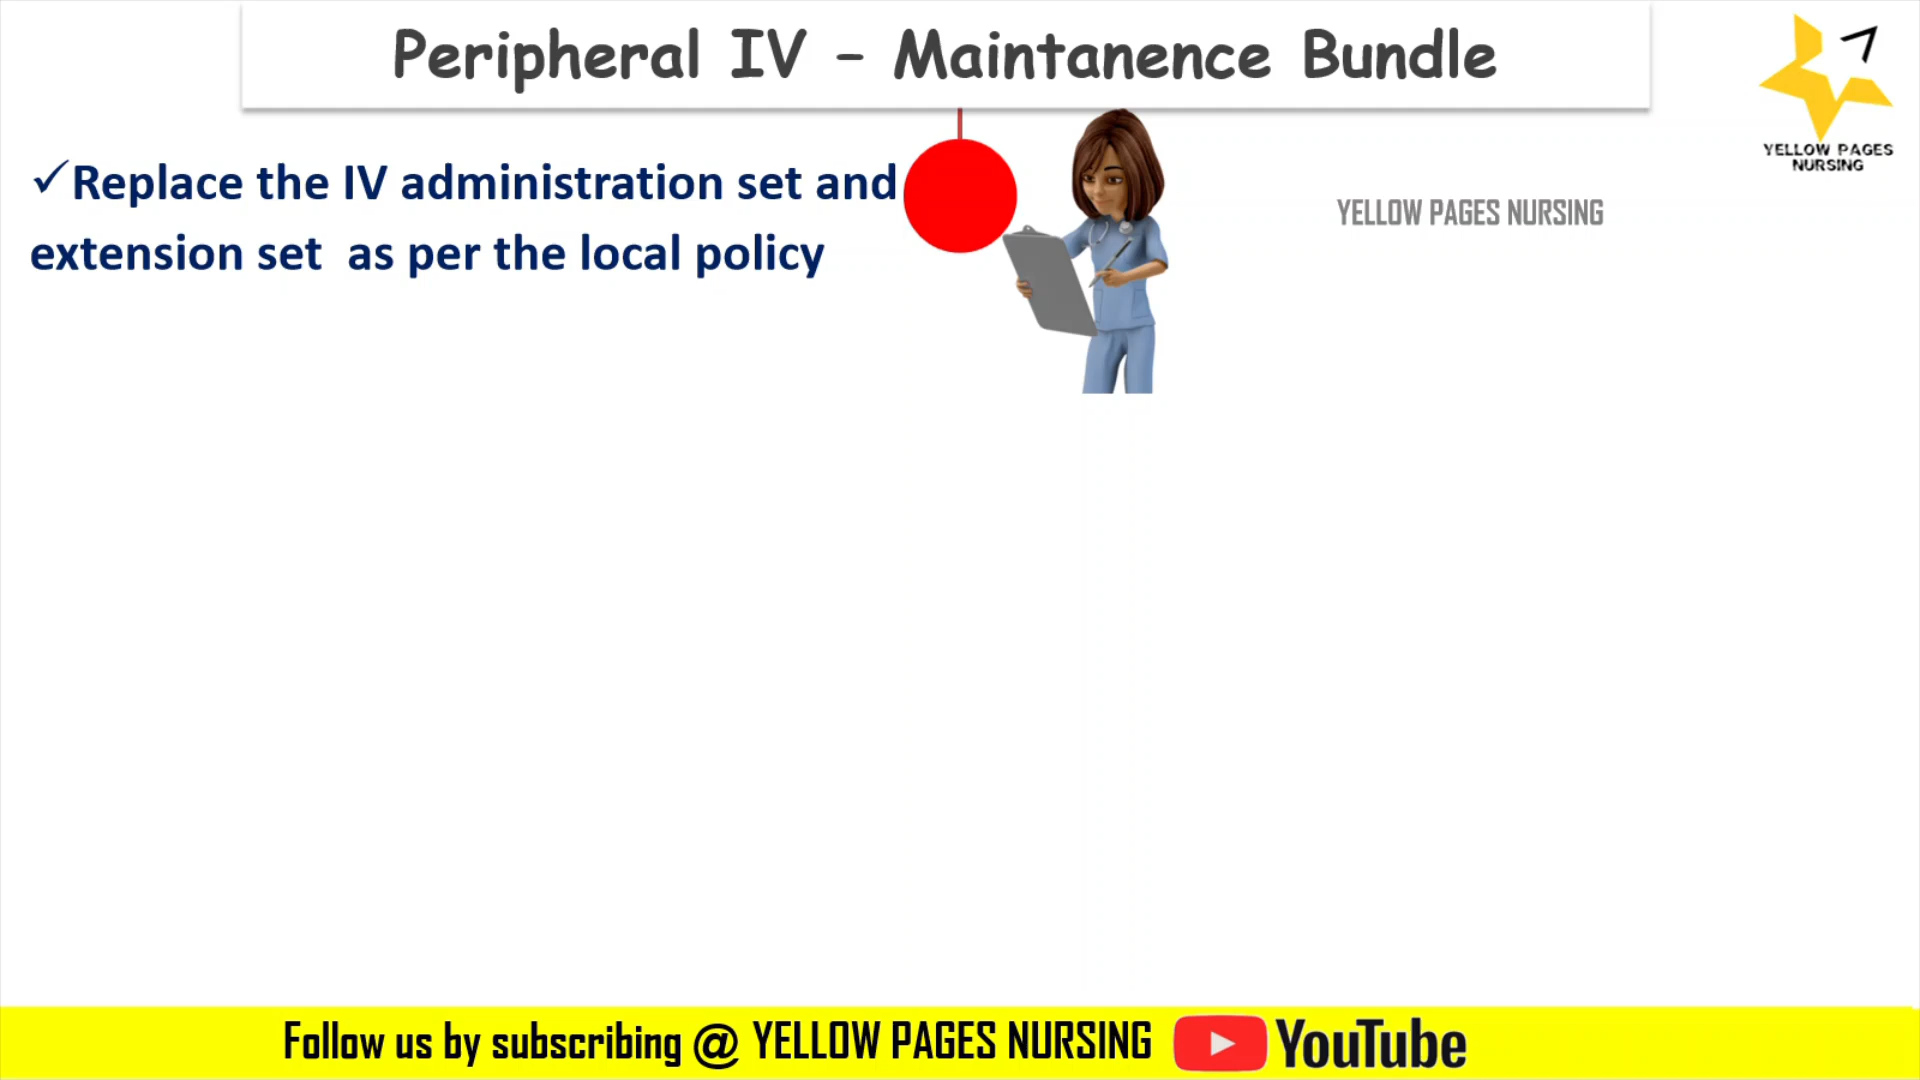 Peripheral IV – Maintanence Bundle
YELLOW PAGES
NURSING
✓Replace the IV administration set and
extension set as per the local policy
YELLOW PAGES NURSING
Follow us by subscribing @ YELLOW PAGES NURSING YouTube